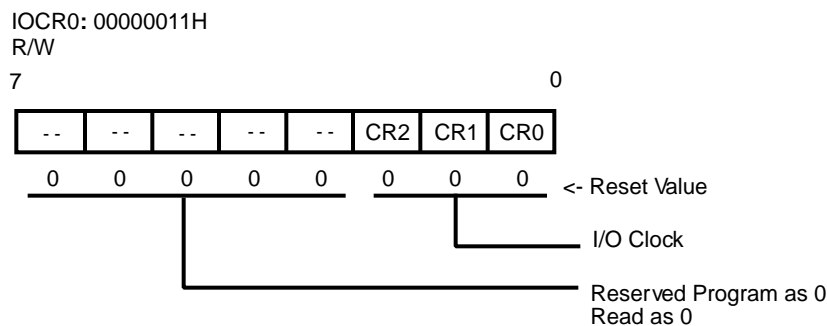 IOCR0: 00000011H
R/W
7 0
-- -- -- -- -- CR2 CR1 CR0
0 0 0 0 0 0 0 0 <- Reset Value
I/O Clock
Reserved Program as 0
Read as 0